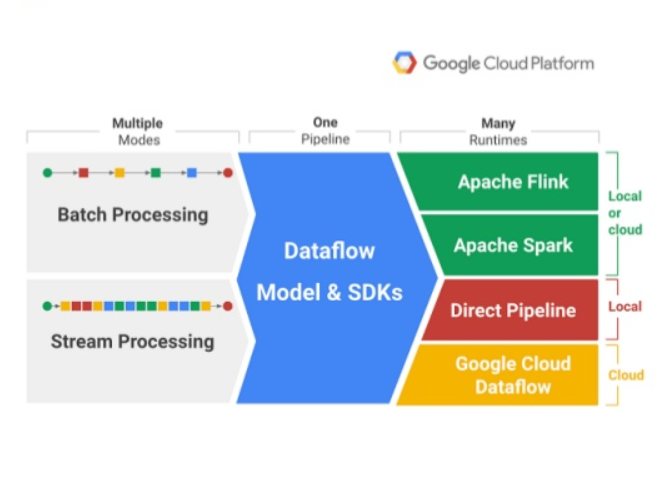 Google Cloud Platform
Multiple
Modes
One
Pipeline
Many
Runtimes
Batch Processing
Stream Processing
Dataflow
Model & SDKs
Apache Flink
Apache Spark
Direct Pipeline
Google Cloud
Dataflow
Local
or
cloud
Local
Cloud